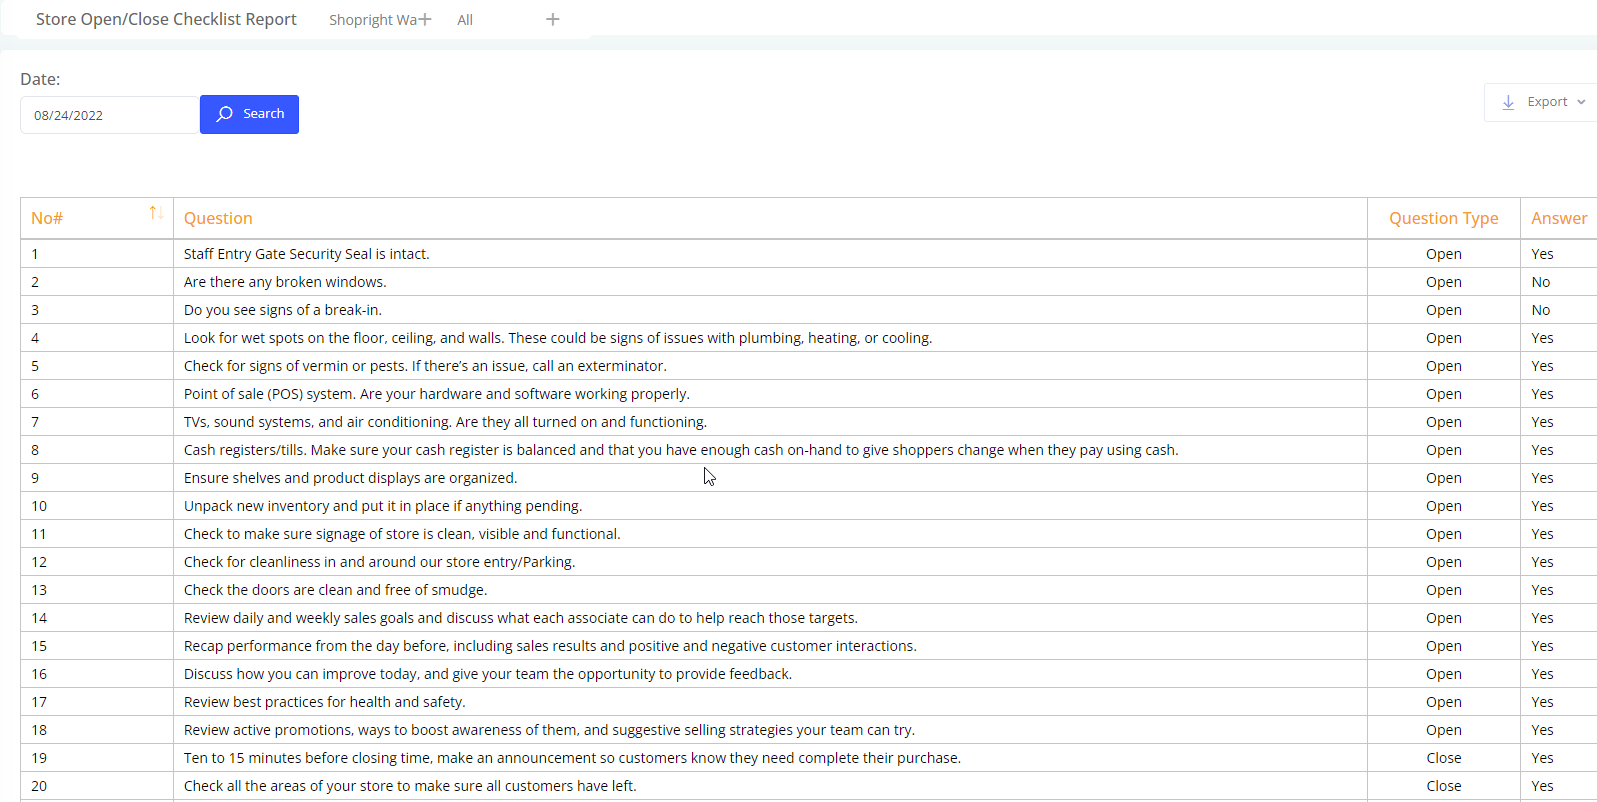 Store Open/Close Checklist Report Shopright Wa All
Date:
08/24/2022 Search Export
No# Question Question Type Answer
1 Staff Entry Gate Security Seal is intact. Open Yes
2 Are there any broken windows. Open No
3 Do you see signs of a break-in. Open No
4 Look for wet spots on the floor, ceiling, and walls. These could be signs of issues with plumbing, heating, or cooling. Open Yes
5 Check for signs of vermin or pests. If there’s an issue, call an exterminator. Open Yes
6 Point of sale (POS) system. Are your hardware and software working properly. Open Yes
7 TVs, sound systems, and air conditioning. Are they all turned on and functioning. Open Yes
8 Cash registers/tills. Make sure your cash register is balanced and that you have enough cash on-hand to give shoppers change when they pay using cash. Open Yes
9 Ensure shelves and product displays are organized. Open Yes
10 Unpack new inventory and put it in place if anything pending. Open Yes
11 Check to make sure signage of store is clean, visible and functional. Open Yes
12 Check for cleanliness in and around our store entry/Parking. Open Yes
13 Check the doors are clean and free of smudge. Open Yes
14 Review daily and weekly sales goals and discuss what each associate can do to help reach those targets. Open Yes
15 Recap performance from the day before, including sales results and positive and negative customer interactions. Open Yes
16 Discuss how you can improve today, and give your team the opportunity to provide feedback. Open Yes
17 Review best practices for health and safety. Open Yes
18 Review active promotions, ways to boost awareness of them, and suggestive selling strategies your team can try. Open Yes
19 Ten to 15 minutes before closing time, make an announcement so customers know they need complete their purchase. Close Yes
20 Check all the areas of your store to make sure all customers have left. Close Yes